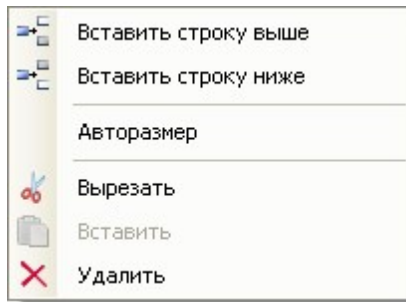 Вставить строку выше
Вставить строку ниже
Авторазмер
Вырезать
Вставить
Удалить